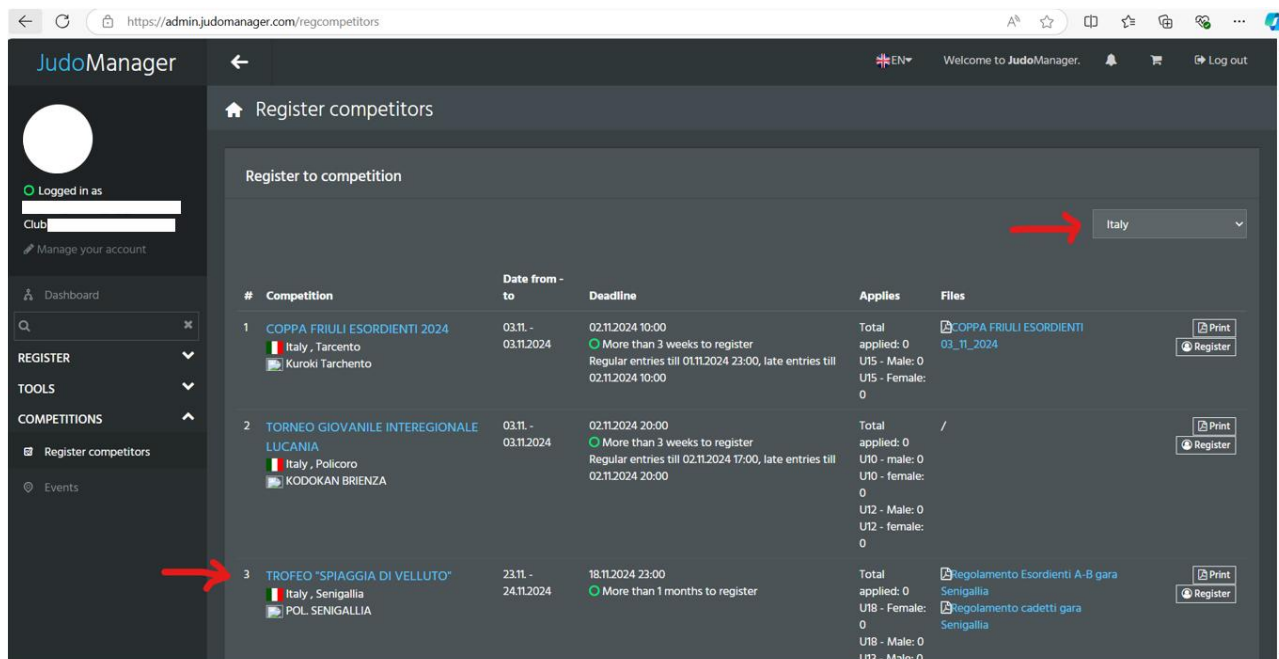 https://admin.judomanager.com/regcompetitors
JudoManager
EN
Welcome to JudoManager.
Log out
Register competitors
Logged in as
Club
Manage your account
Dashboard
REGISTER
TOOLS
COMPETITIONS
Register competitors
Events
Register to competition
Italy
# Competition Date from - to Deadline Applies Files
1 COPPA FRIULI ESORDIENTI 2024
Italy , Tarcento
Kuroki Tarchento
03.11. -
03.11.2024
02.11.2024 10:00
More than 3 weeks to register
Regular entries till 01.11.2024 23:00, late entries till
02.11.2024 10:00
Total
applied: 0
U15 - Male: 0
U15 - Female:
0
COPPA FRIULI ESORDIENTI
03_11_2024
Print
Register
2 TORNEO GIOVANILE INTEREGIONALE
LUCANIA
Italy , Policoro
KODOKAN BRIENZA
03.11. -
03.11.2024
02.11.2024 20:00
More than 3 weeks to register
Regular entries till 02.11.2024 17:00, late entries till
02.11.2024 20:00
Total
applied: 0
U10 - male: 0
U10 - female:
0
U12 - Male: 0
U12 - female:
0
/
Print
Register
3 TROFEO "SPIAGGIA DI VELLUTO"
Italy , Senigallia
POL. SENIGALLIA
23.11. -
24.11.2024
18.11.2024 23:00
More than 1 months to register
Total
applied: 0
U18 - Female:
0
U18 - Male: 0
Regolamento Esordienti A-B gara
Senigallia
Regolamento cadetti gara
Senigallia
Print
Register